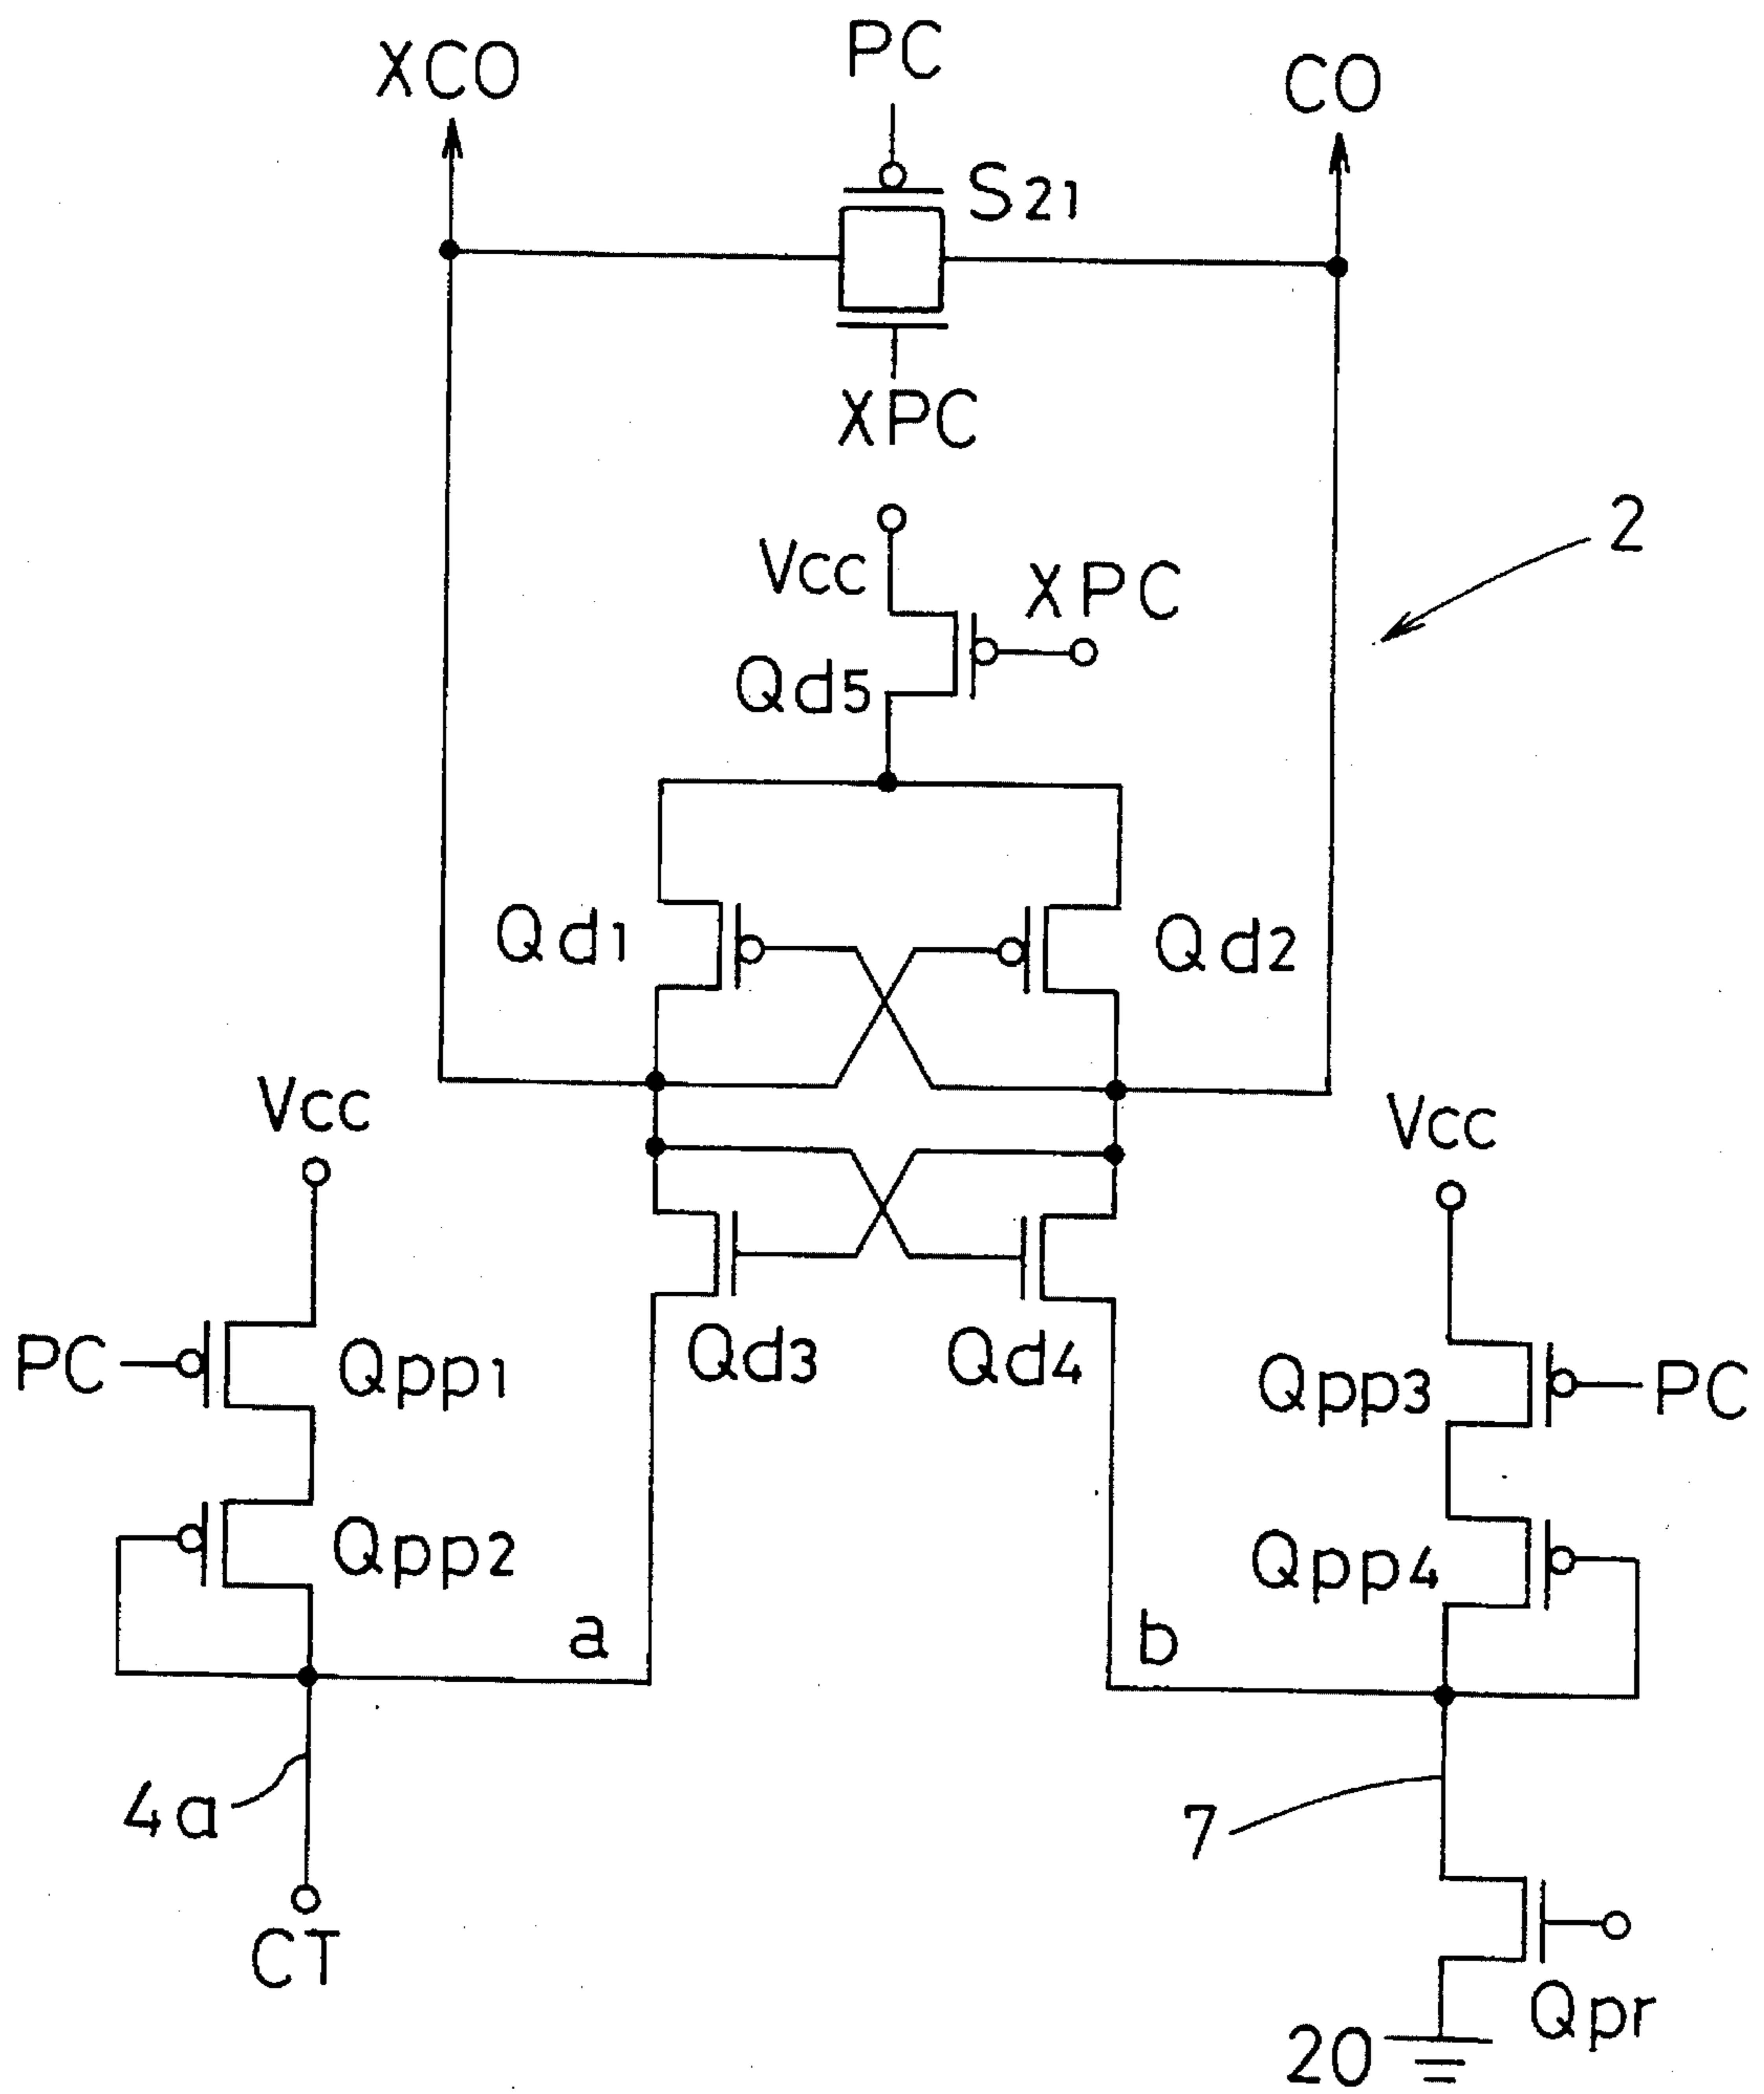 PC
XCO
CO
S21
XPC
2
Vcc
XPC
Qd5
Qd1
Qd2
Vcc
Vcc
PC
Qpp1
Qd3
Qd4
Qpp3
PC
Qpp2
Qpp4
a
b
4a
7
CT
Qpr
20